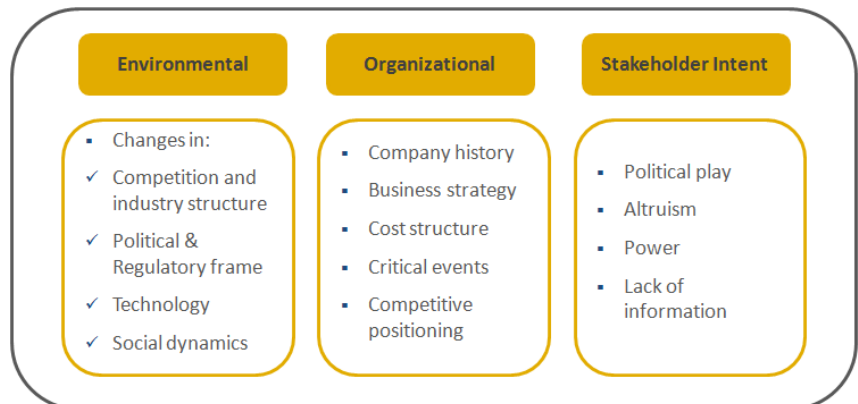 Environmental
▪ Changes in:
✓ Competition and
industry structure
✓ Political &
Regulatory frame
✓ Technology
✓ Social dynamics
Organizational
▪ Company history
▪ Business strategy
▪ Cost structure
▪ Critical events
▪ Competitive
positioning
Stakeholder Intent
▪ Political play
▪ Altruism
▪ Power
▪ Lack of
information